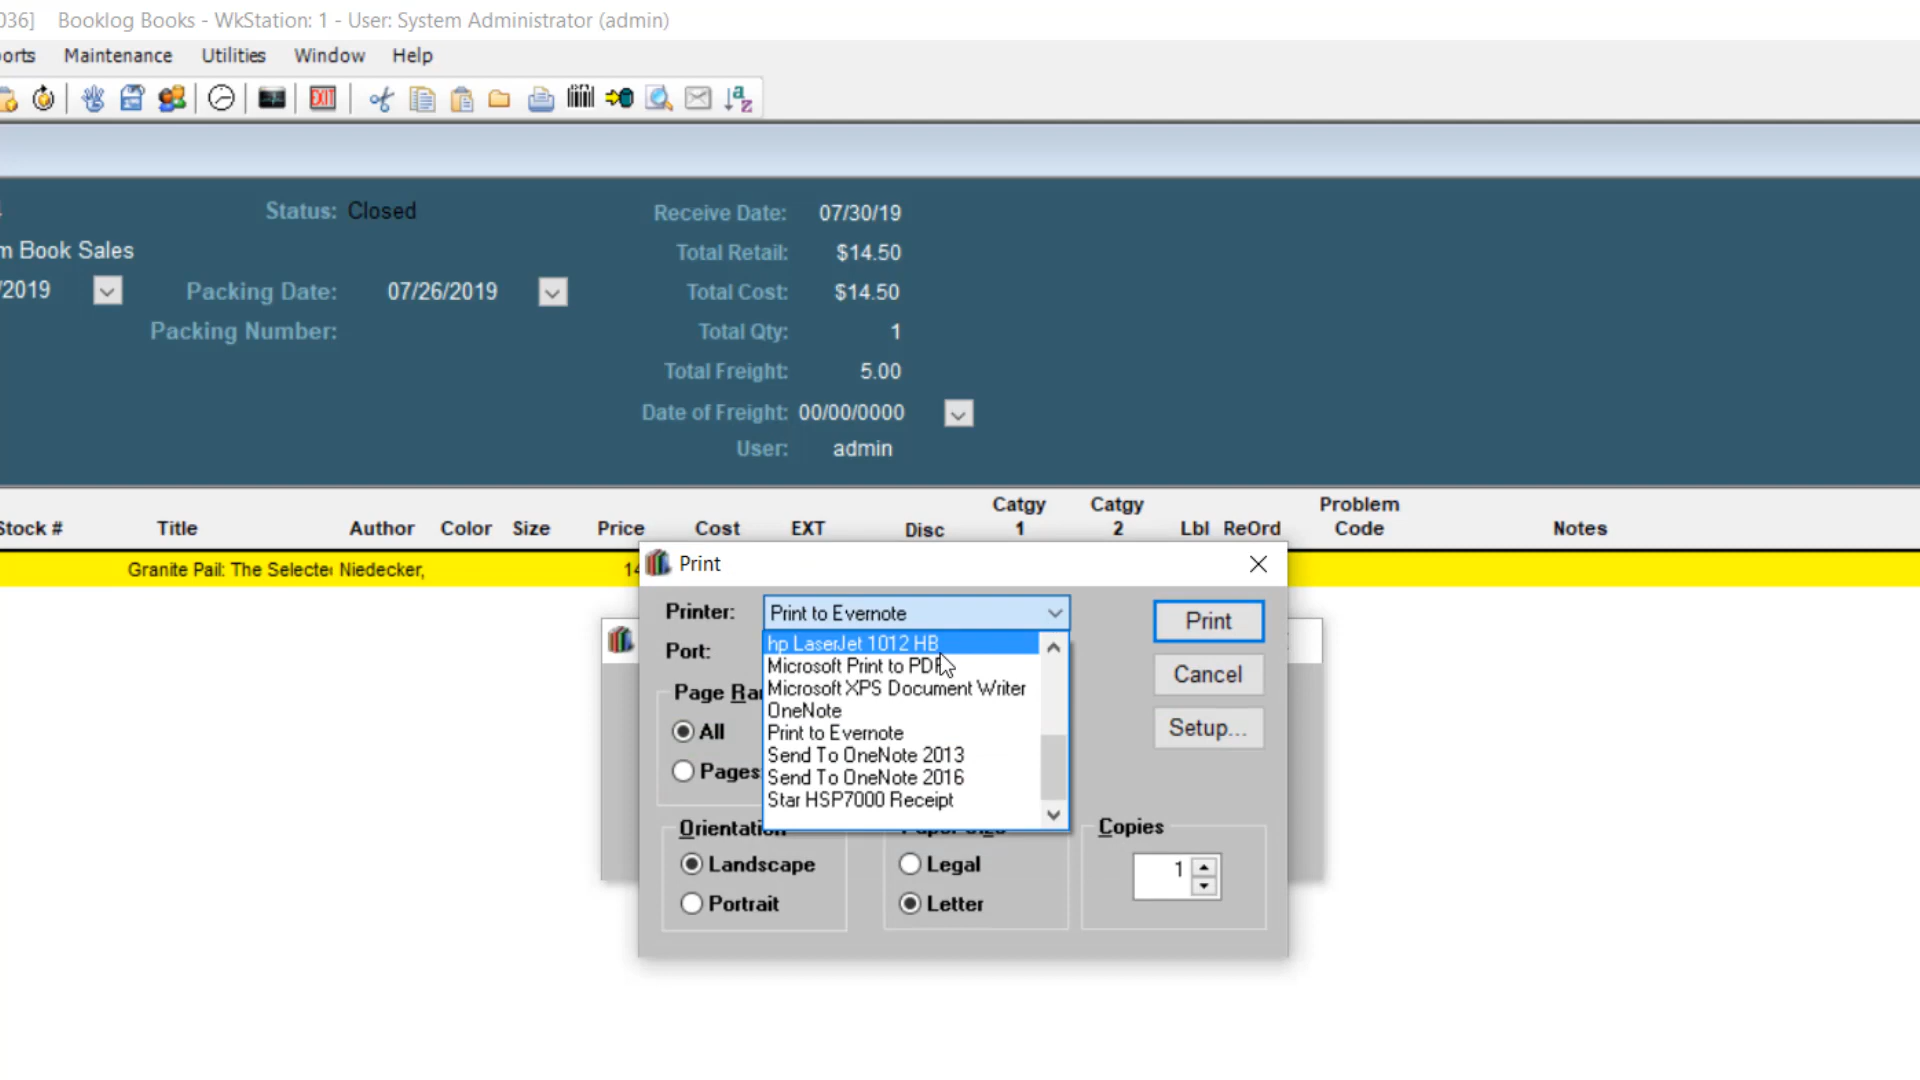 036] Booklog Books - WkStation: 1 - User: System Administrator (admin)
orts Maintenance Utilities Window Help
EXIT
Status: Closed
Receive Date: 07/30/19
m Book Sales
Total Retail: $14.50
/2019 Packing Date: 07/26/2019
Total Cost: $14.50
Packing Number:
Total Qty: 1
Total Freight: 5.00
Date of Freight: 00/00/0000
User: admin
Stock # Title Author Color Size Price Cost EXT Disc Catgy 1 Catgy 2 Lbl ReOrd Problem Code Notes
Granite Pail: The Selecte Niedecker, 14
Print
Printer: Print to Evernote
Print
Port:
hp LaserJet 1012 HB
Microsoft Print to PDF
Microsoft XPS Document Writer
OneNote
Print to Evernote
Send To OneNote 2013
Send To OneNote 2016
Star HSP7000 Receipt
Cancel
Setup...
Page Ra
All
Pages
Orientati
Landscape
Portrait
Legal
Letter
Copies
1